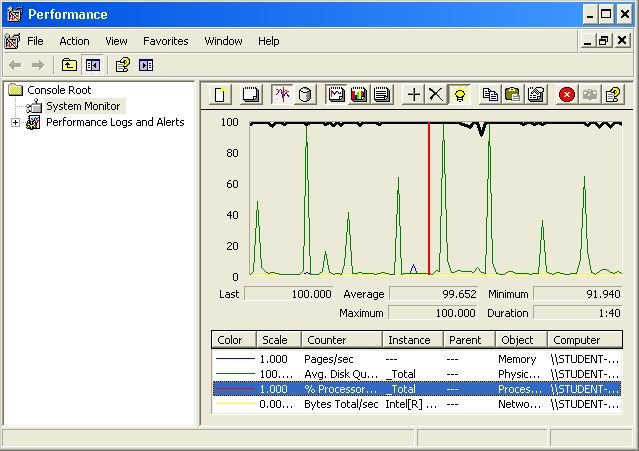 Performance
File Action View Favorites Window Help
Console Root
System Monitor
Performance Logs and Alerts
100
80
60
40
20
0
Last 100.000 Average 99.652 Minimum 91.940
Maximum 100.000 Duration 1:40
Color Scale Counter Instance Parent Object Computer
1.000 Pages/sec --- --- Memory \\STUDENT-...
100.... Avg. Disk Qu... _Total --- Physic... \\STUDENT-...
1.000 % Processor... _Total --- Proces... \\STUDENT-...
0.00... Bytes Total/sec Intel[R] ... --- Netwo... \\STUDENT-...